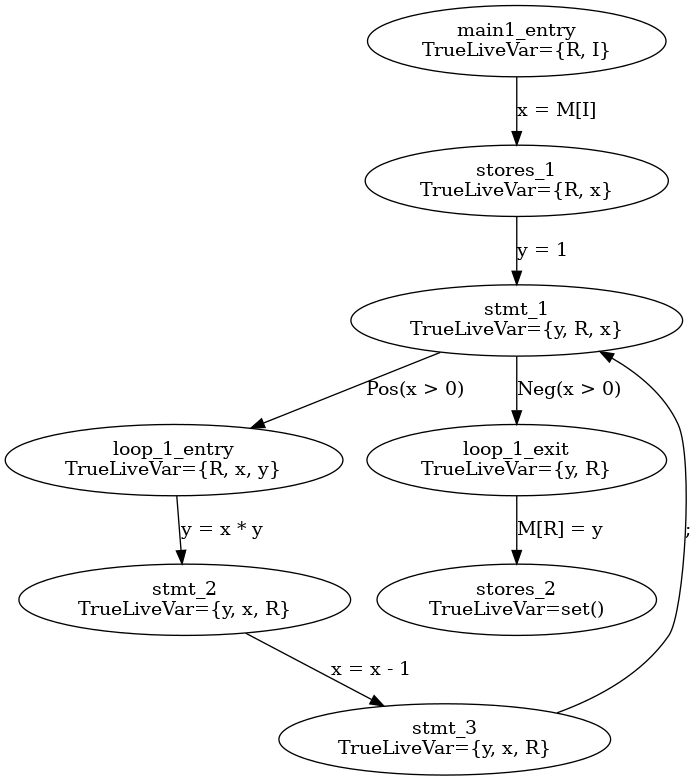 main1_entry
TrueLiveVar={R, I}
x = M[I]
stores_1
TrueLiveVar={R, x}
y = 1
stmt_1
TrueLiveVar={y, R, x}
Pos(x > 0)
Neg(x > 0)
loop_1_entry
TrueLiveVar={R, x, y}
loop_1_exit
TrueLiveVar={y, R}
y = x * y
M[R] = y
;
stmt_2
TrueLiveVar={y, x, R}
stores_2
TrueLiveVar=set()
x = x - 1
stmt_3
TrueLiveVar={y, x, R}